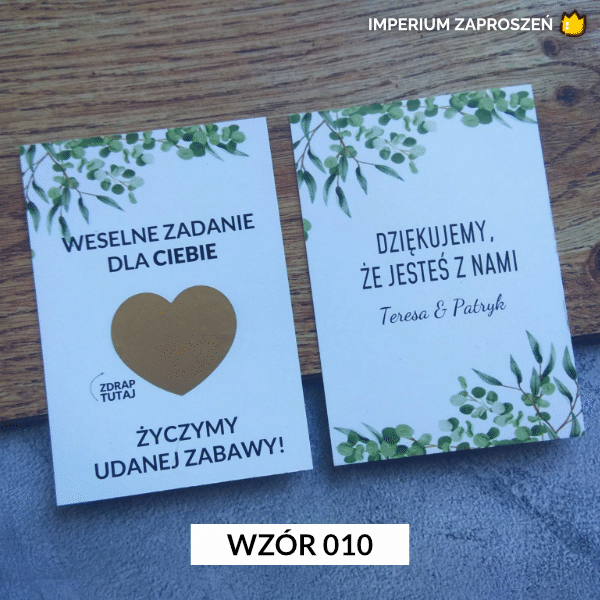 IMPERIUM ZAPROSZEŃ
WESELNE ZADANIE
DLA CIEBIE
ZDRAP
TUTAJ
ŻYCZYMY
UDANEJ ZABAWY!
DZIĘKUJEMY,
ŻE JESTEŚ Z NAMI
Teresa & Patryk
WZÓR 010